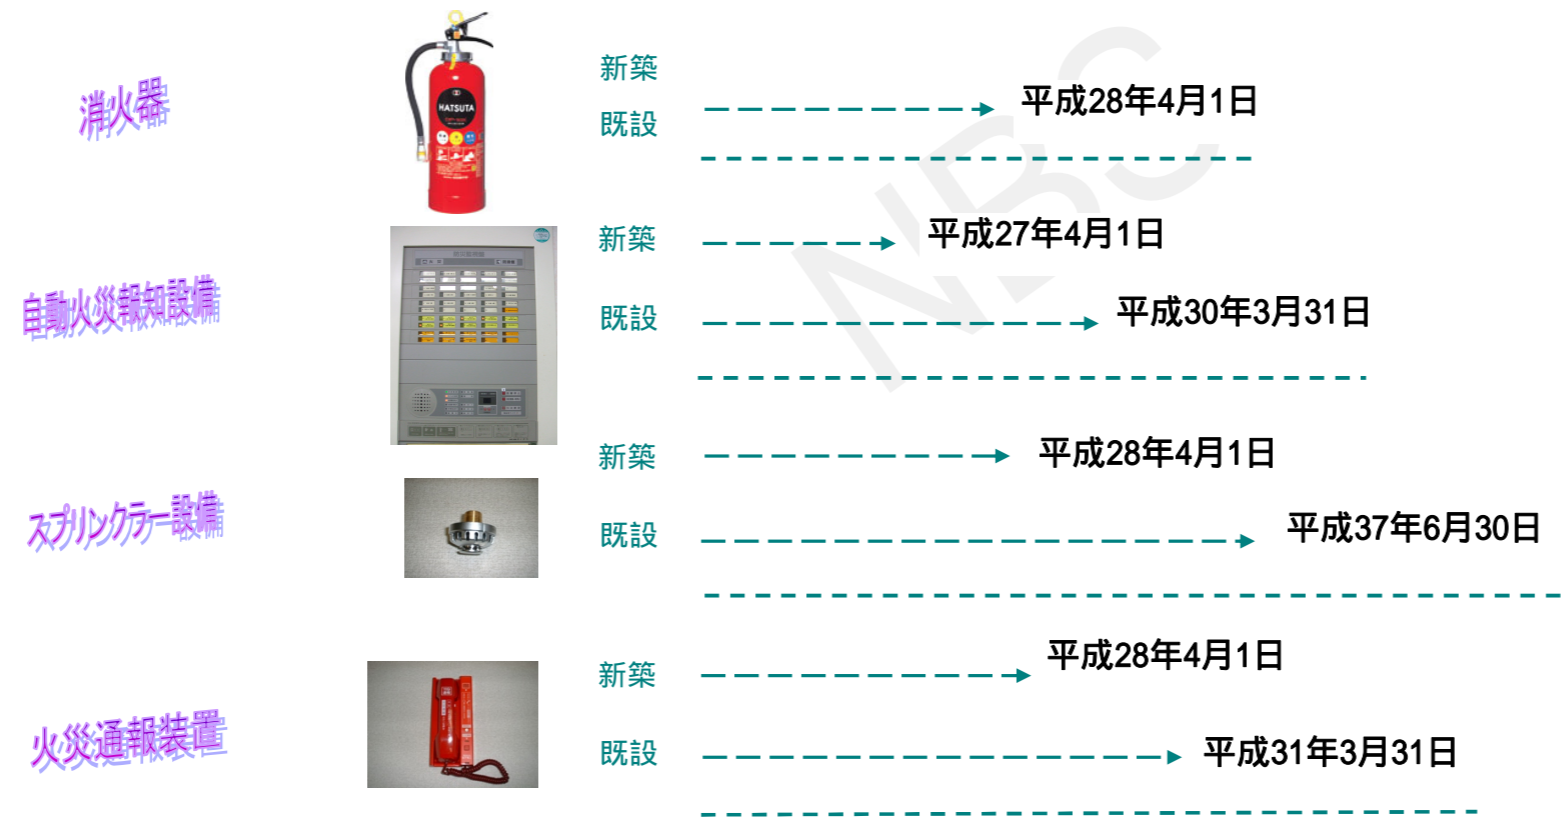 消火器
HATSUTA
新築
既設
平成28年4月1日
自動火災報知設備
新築
平成27年4月1日
既設
平成30年3月31日
スプリンクラー設備
新築
平成28年4月1日
既設
平成37年6月30日
火災通報装置
新築
平成28年4月1日
既設
平成31年3月31日
NBS